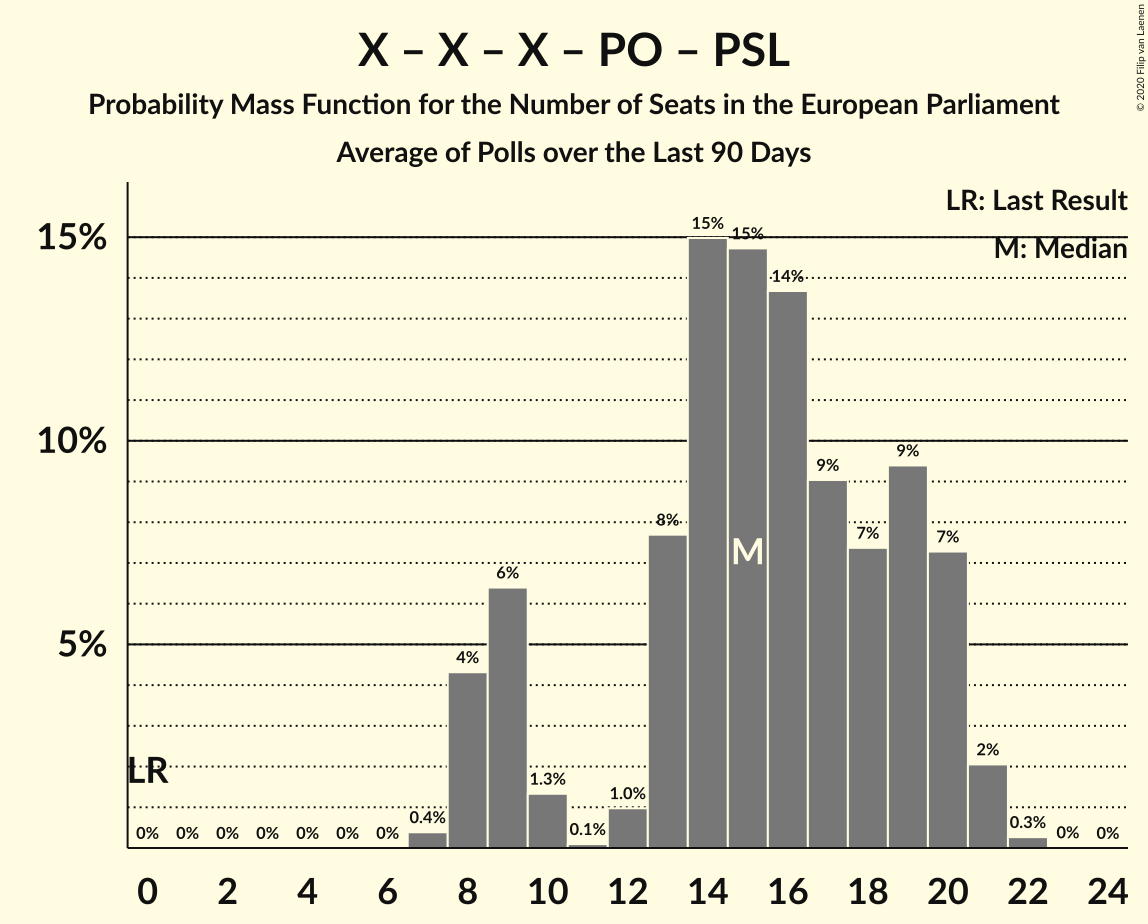 X – X – X – PO – PSL
Probability Mass Function for the Number of Seats in the European Parliament
Average of Polls over the Last 90 Days
© 2020 Filip van Laenen
LR: Last Result
M: Median
15%
10%
5%
15%
15%
14%
9%
9%
8%
7%
7%
M
6%
4%
2%
LR
1.3%
1.0%
0.4%
0.3%
0.1%
0% 0% 0% 0% 0% 0% 0% 0% 0%
0 2 4 6 8 10 12 14 16 18 20 22 24